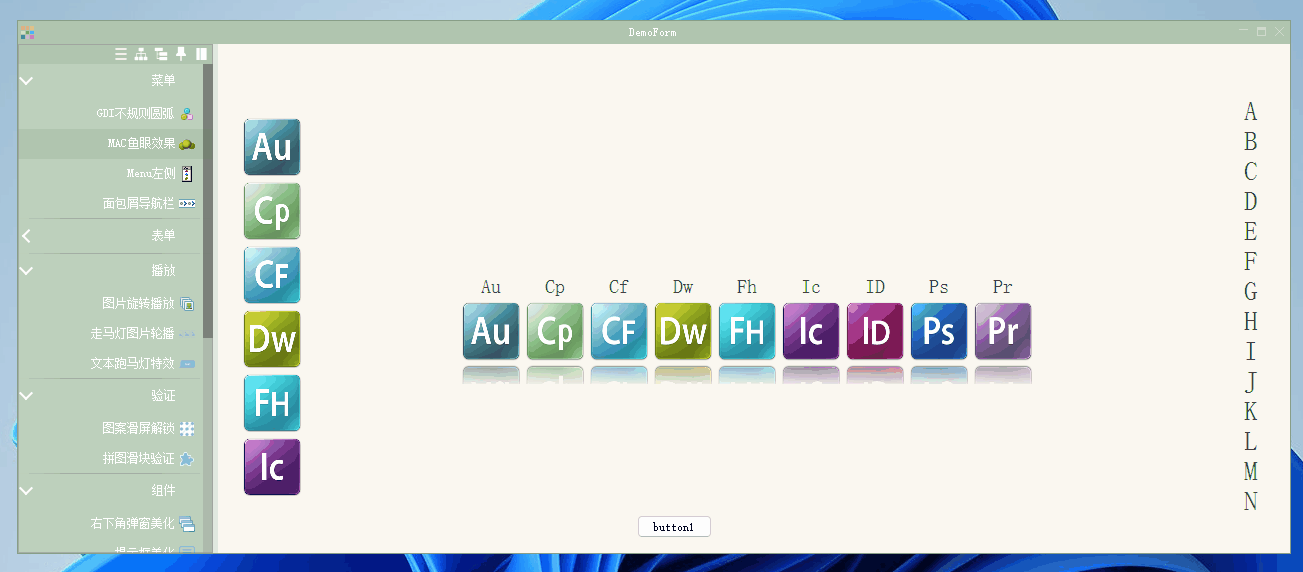 DemoForm
菜单
GDI不规则圆弧
MAC鱼眼效果
Menu左侧
面包屑导航栏
表单
播放
图片旋转播放
走马灯图片轮播
文本跑马灯特效
验证
图案滑屏解锁
拼图滑块验证
组件
右下角弹窗美化
提示框美化
Au
Cp
CF
Dw
FH
Ic
Au Cp Cf Dw Fh Ic ID Ps Pr
Au Cp CF Dw FH Ic ID Ps Pr
button1
A
B
C
D
E
F
G
H
I
J
K
L
M
N